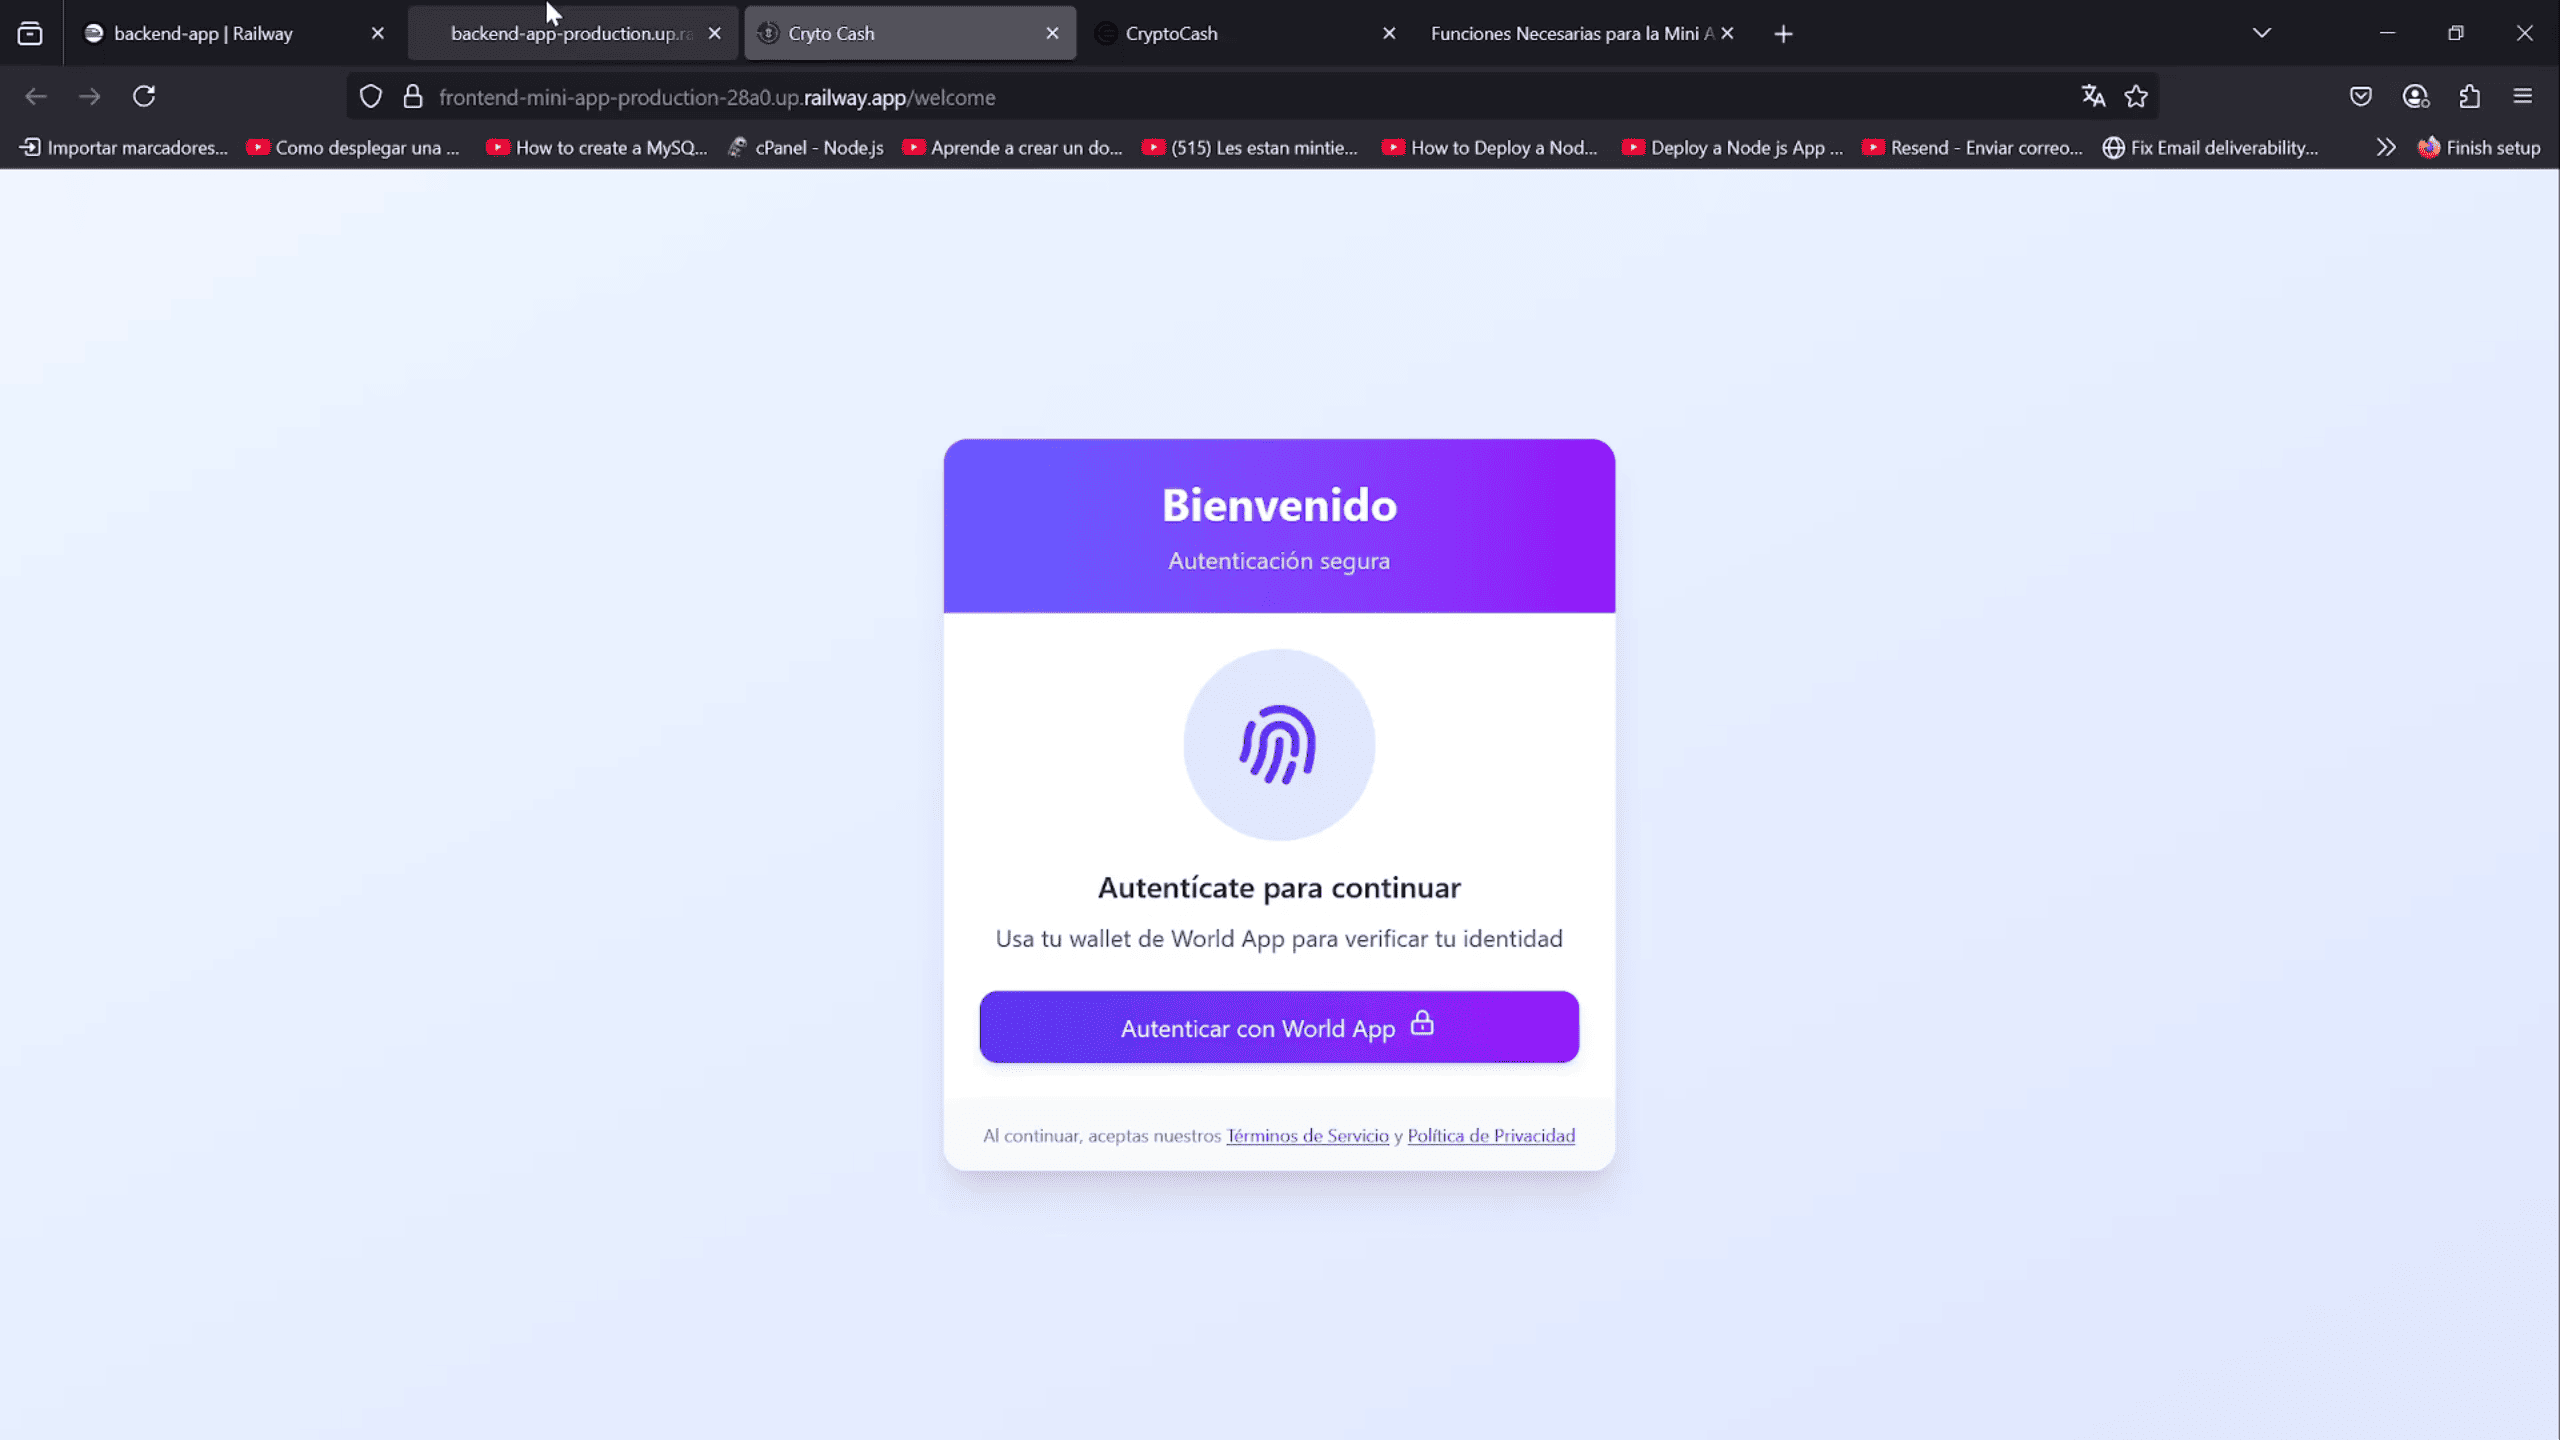 backend-app | Railway
backend-app-production.up.ra
Cryto Cash
CryptoCash
Funciones Necesarias para la Mini A
frontend-mini-app-production-28a0.up.railway.app/welcome
Importar marcadores...
Como desplegar una ...
How to create a MySQ...
cPanel - Node.js
Aprende a crear un do...
(515) Les estan mintie...
How to Deploy a Nod...
Deploy a Node js App ...
Resend - Enviar correo...
Fix Email deliverability...
Finish setup
Bienvenido
Autenticación segura
Autentícate para continuar
Usa tu wallet de World App para verificar tu identidad
Autenticar con World App
Al continuar, aceptas nuestros Términos de Servicio y Política de Privacidad